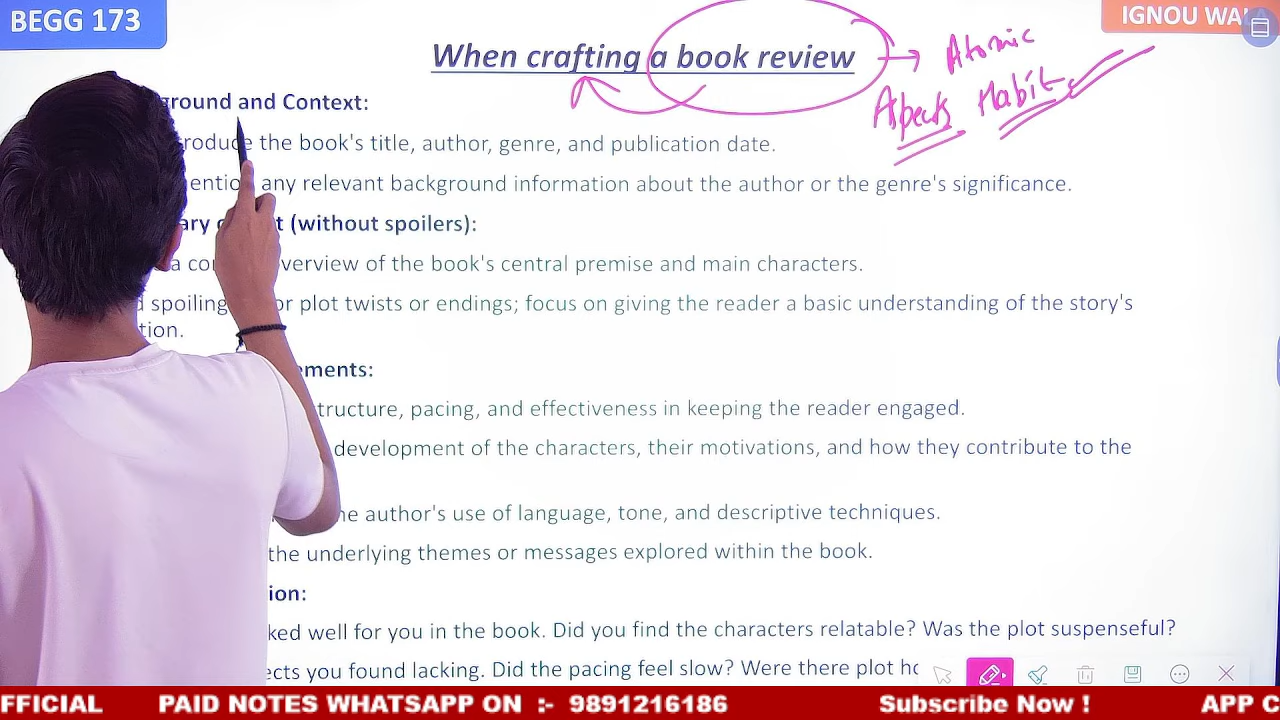 BEGG 173
IGNOU WAL
When crafting a book review
Atomic
Aspects Habit
ground and Context:
roduce the book's title, author, genre, and publication date.
ention any relevant background information about the author or the genre's significance.
ary t (without spoilers):
a co verview of the book's central premise and main characters.
spoiling or plot twists or endings; focus on giving the reader a basic understanding of the story's
tion.
ements:
tructure, pacing, and effectiveness in keeping the reader engaged.
development of the characters, their motivations, and how they contribute to the
he author's use of language, tone, and descriptive techniques.
the underlying themes or messages explored within the book.
ion:
ked well for you in the book. Did you find the characters relatable? Was the plot suspenseful?
ects you found lacking. Did the pacing feel slow? Were there plot ho
FFICIAL PAID NOTES WHATSAPP ON :- 9891216186 Subscribe Now ! APP C